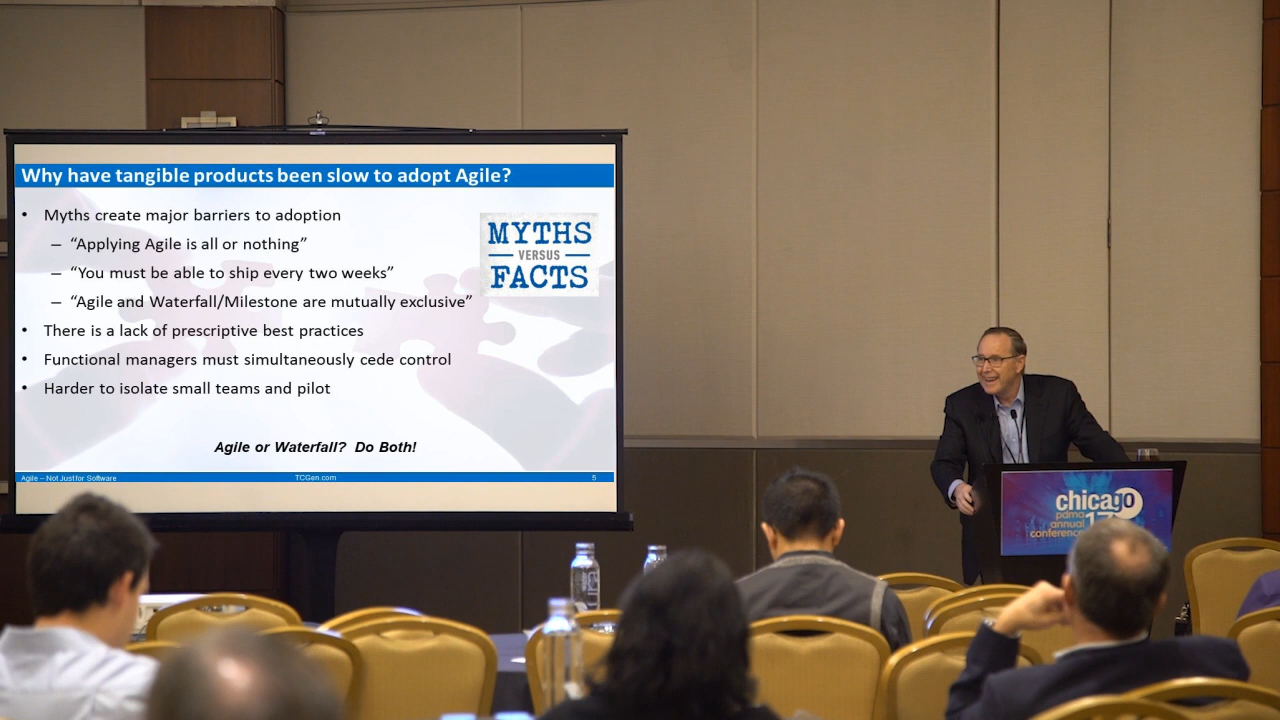 Why have tangible products been slow to adopt Agile?
• Myths create major barriers to adoption
– “Applying Agile is all or nothing”
– “You must be able to ship every two weeks”
– “Agile and Waterfall/Milestone are mutually exclusive”
• There is a lack of prescriptive best practices
• Functional managers must simultaneously cede control
• Harder to isolate small teams and pilot
MYTHS
VERSUS
FACTS
Agile or Waterfall? Do Both!
Agile – Not Just for Software
TCGen.com
5
chicago
pdma 17
annual
conference